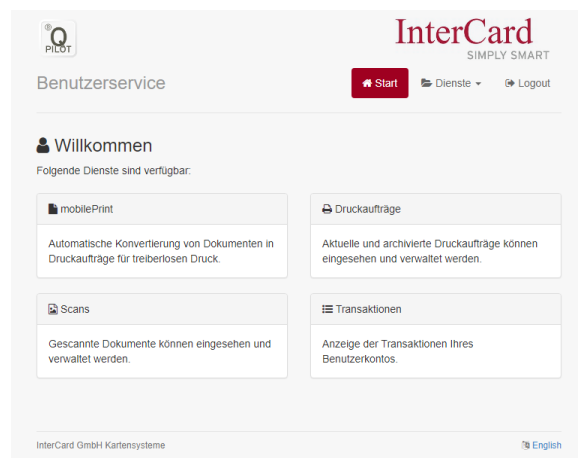 ®
Q
PILOT
InterCard
SIMPLY SMART
Benutzerservice
Start
Dienste
Logout
Willkommen
Folgende Dienste sind verfügbar:
mobilePrint
Automatische Konvertierung von Dokumenten in
Druckaufträge für treiberlosen Druck.
Druckaufträge
Aktuelle und archivierte Druckaufträge können
eingesehen und verwaltet werden.
Scans
Gescannte Dokumente können eingesehen und
verwaltet werden.
Transaktionen
Anzeige der Transaktionen Ihres
Benutzerkontos.
InterCard GmbH Kartensysteme
English